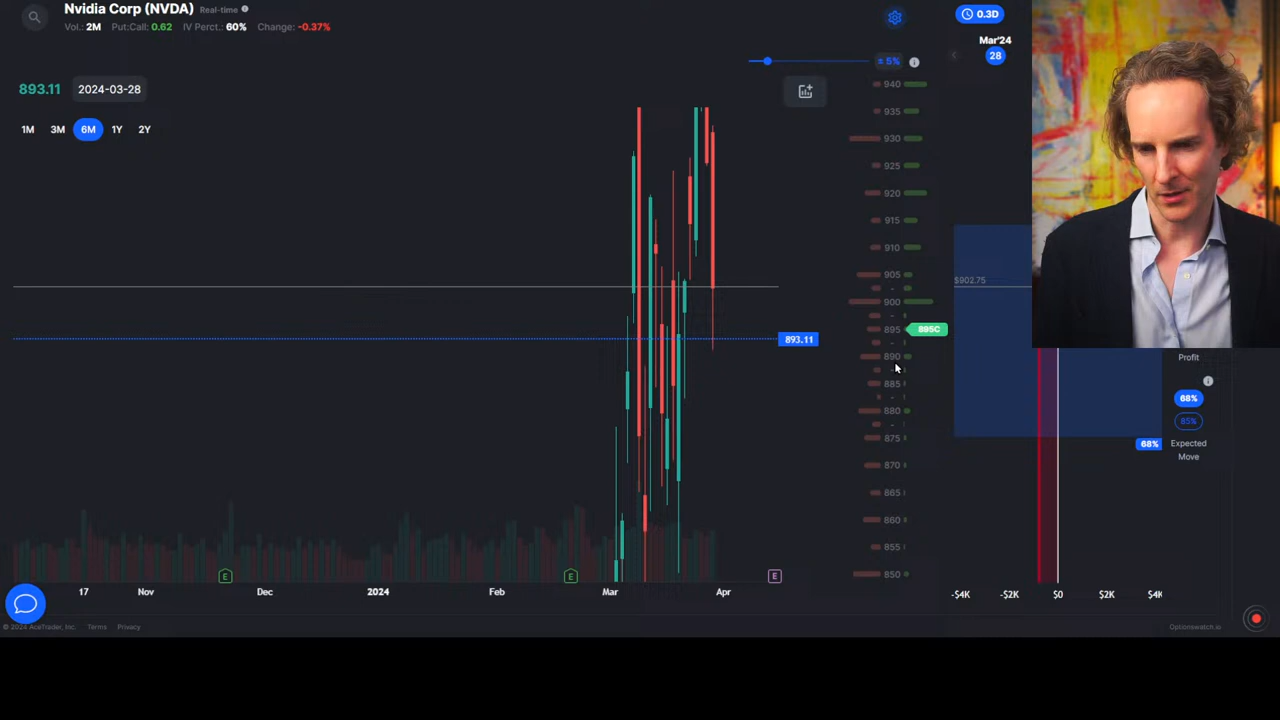 Nvidia Corp (NVDA) Real-time
Vol.: 2M Put:Call: 0.62 IV Perct.: 60% Change: -0.37%
0.3D
Mar'24
28
± 5%
893.11 2024-03-28
1M 3M 6M 1Y 2Y
940
935
930
925
920
915
910
905
-
900
-
895 895C
-
890
-
885
-
880
-
875
870
865
860
855
850
$902.75
893.11
Profit
68%
85%
68% Expected
Move
E E E
17 Nov Dec 2024 Feb Mar Apr
-$4K -$2K $0 $2K $4K
© 2024 AceTrader, Inc. Terms Privacy
Optionswatch.io